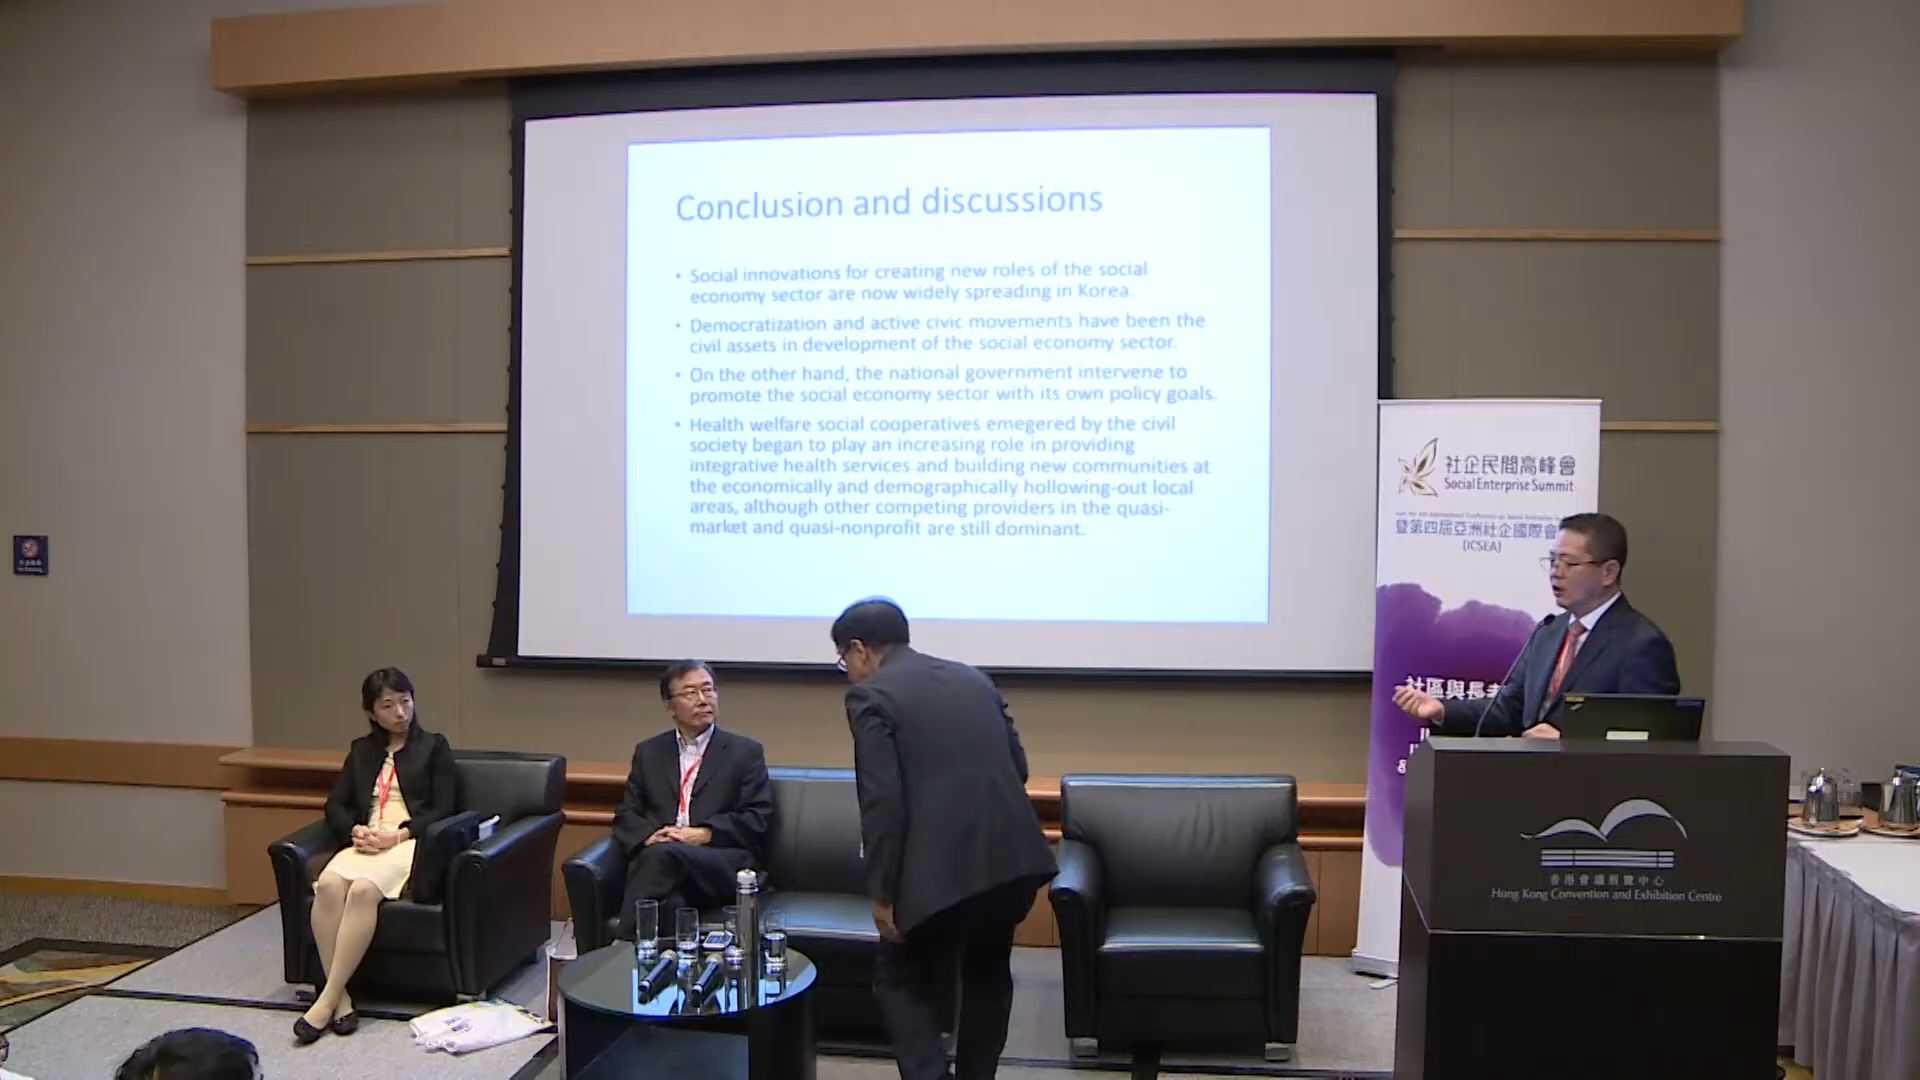 Conclusion and discussions
• Social innovations for creating new roles of the social
economy sector are now widely spreading in Korea.
• Democratization and active civic movements have been the
civil assets in development of the social economy sector.
• On the other hand, the national government intervene to
promote the social economy sector with its own policy goals.
• Health welfare social cooperatives emegered by the civil
society began to play an increasing role in providing
integrative health services and building new communities at
the economically and demographically hollowing-out local
areas, although other competing providers in the quasi-
market and quasi-nonprofit are still dominant.
社企民間高峰會
Social Enterprise Summit
暨第四屆亞洲社企國際會
(ICSEA)
社區與長
香港會議展覽中心
Hong Kong Convention and Exhibition Centre